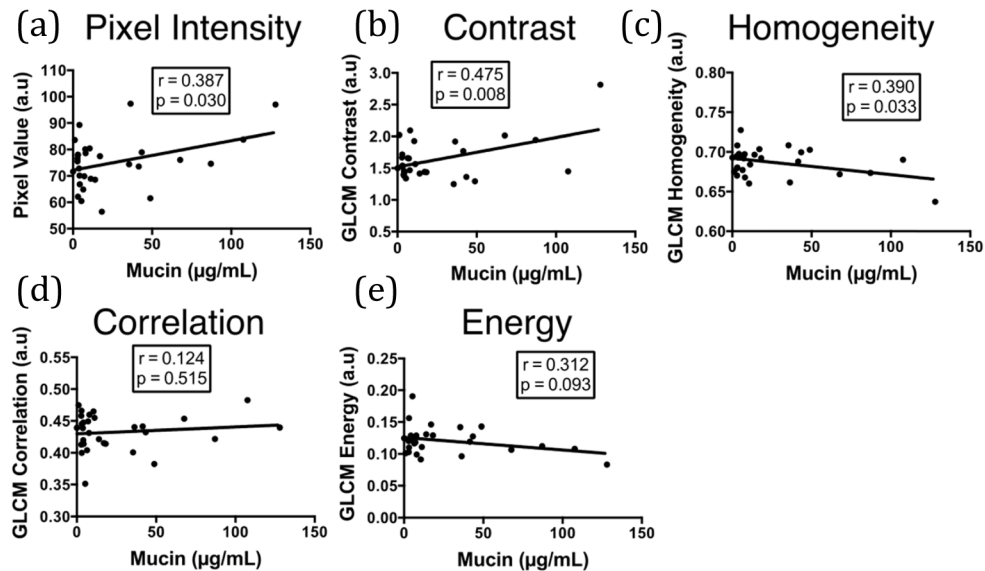 (a) Pixel Intensity
r = 0.387
p = 0.030
Pixel Value (a.u)
110
100
90
80
70
60
50
0 50 100 150
Mucin (µg/mL)
(b) Contrast
r = 0.475
p = 0.008
GLCM Contrast (a.u)
3.0
2.5
2.0
1.5
1.0
0.5
0 50 100 150
Mucin (µg/mL)
(c) Homogeneity
r = 0.390
p = 0.033
GLCM Homogeneity (a.u)
0.80
0.75
0.70
0.65
0.60
0 50 100 150
Mucin (µg/mL)
(d) Correlation
r = 0.124
p = 0.515
GLCM Correlation (a.u)
0.55
0.50
0.45
0.40
0.35
0.30
0 50 100 150
Mucin (µg/mL)
(e) Energy
r = 0.312
p = 0.093
GLCM Energy (a.u)
0.25
0.20
0.15
0.10
0.05
0.00
0 50 100 150
Mucin (µg/mL)